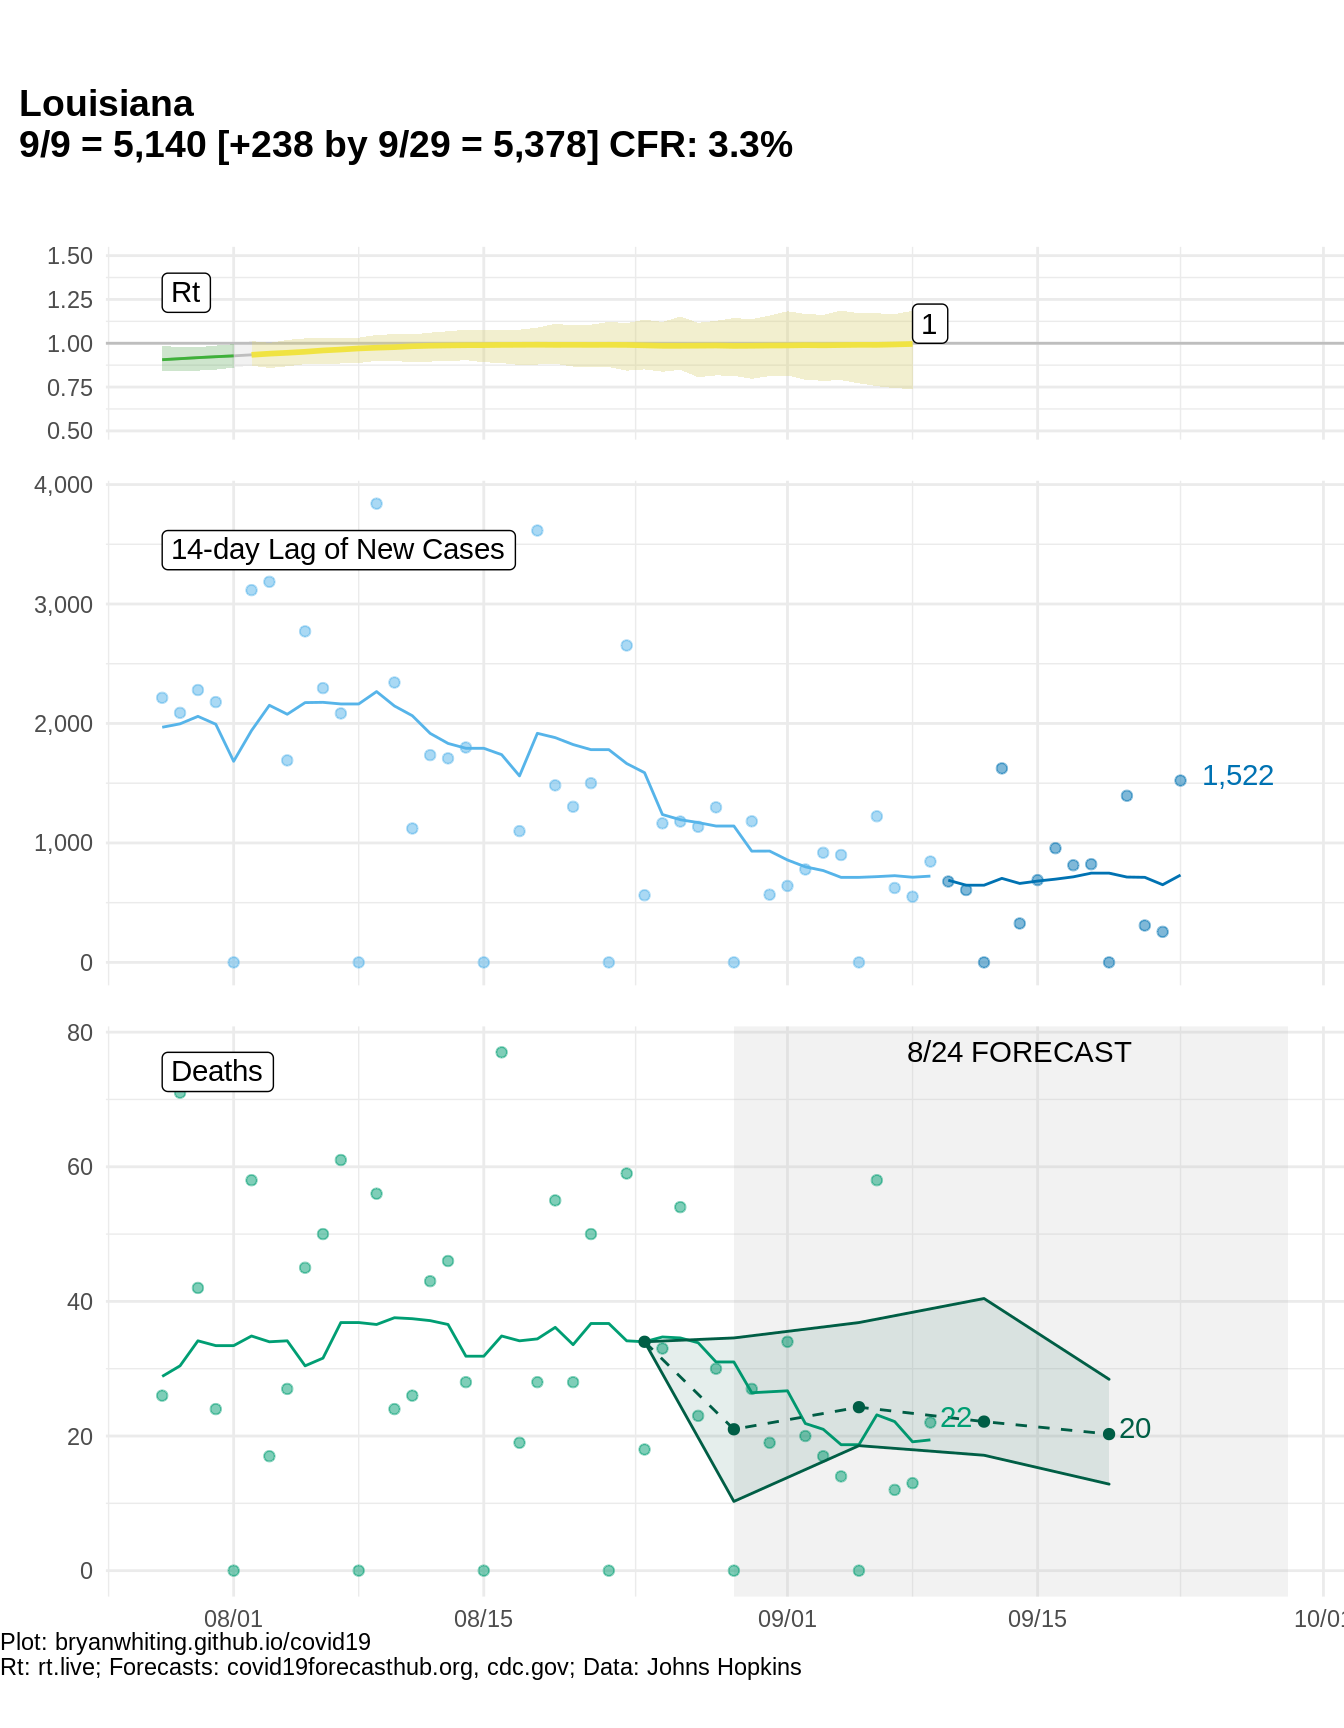 Louisiana
9/9 = 5,140 [+238 by 9/29 = 5,378] CFR: 3.3%
1.50
1.25
1.00
0.75
0.50
Rt
1
4,000
3,000
2,000
1,000
0
14-day Lag of New Cases
1,522
80
60
40
20
0
Deaths
8/24 FORECAST
22
20
08/01 08/15 09/01 09/15 10/01
Plot: bryanwhiting.github.io/covid19
Rt: rt.live; Forecasts: covid19forecasthub.org, cdc.gov; Data: Johns Hopkins